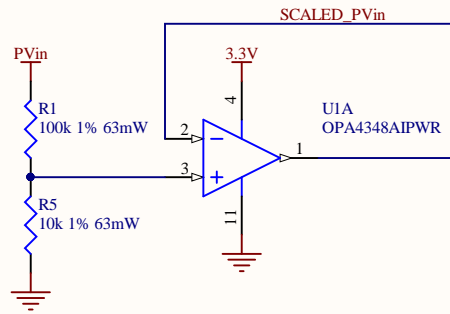 SCALED_PVin
PVin
3.3V
4
R1
100k 1% 63mW
U1A
OPA4348AIPWR
2
1
3
R5
10k 1% 63mW
11